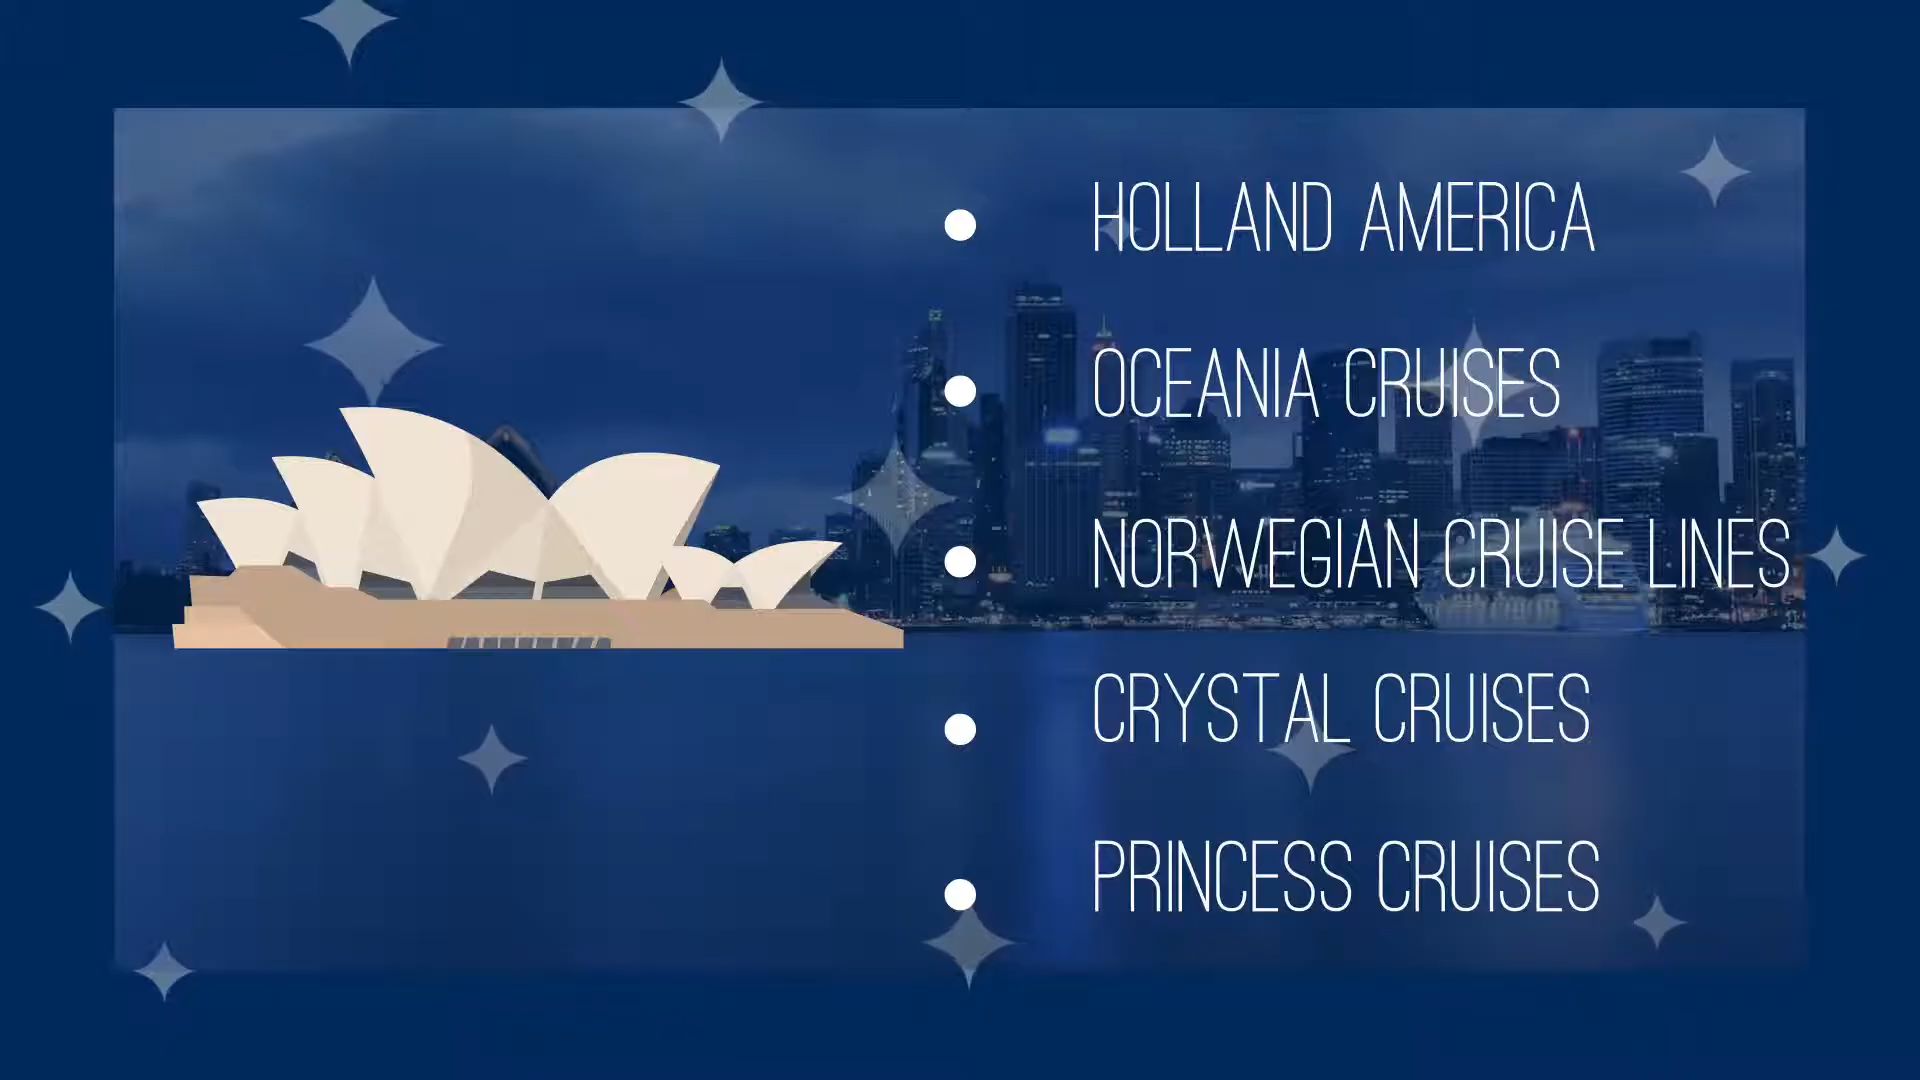 HOLLAND AMERICA
OCEANIA CRUISES
NORWEGIAN CRUISE LINES
CRYSTAL CRUISES
PRINCESS CRUISES